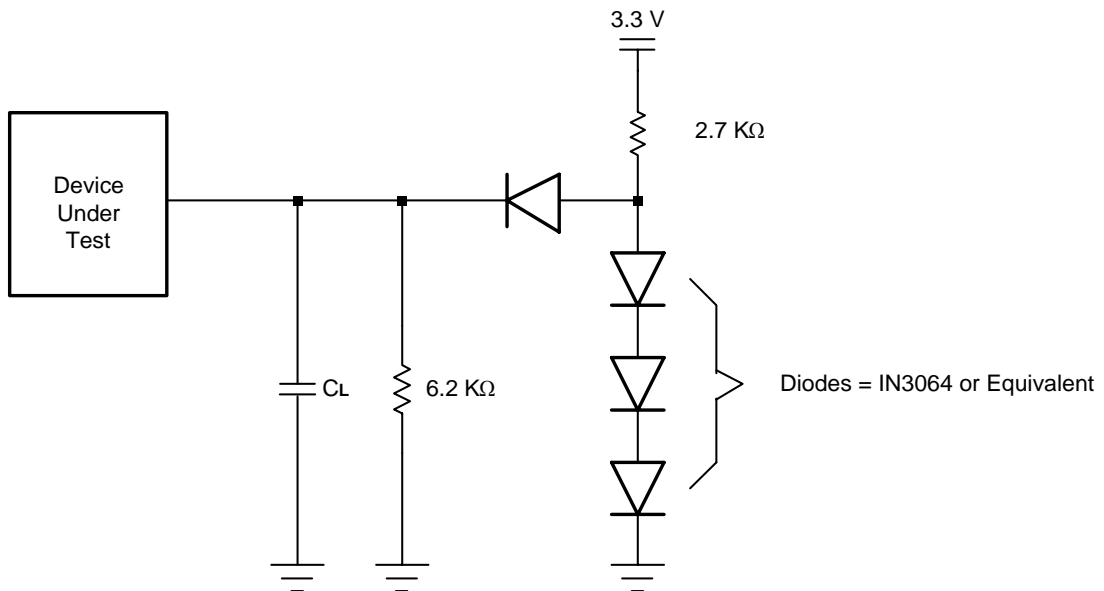 3.3 V
2.7 KΩ
Device
Under
Test
CL
6.2 KΩ
Diodes = IN3064 or Equivalent